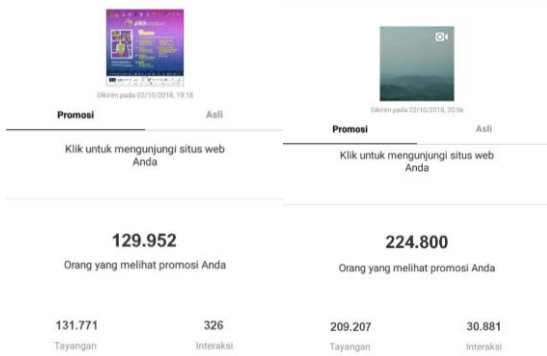 Dikirim pada 02/10/2018, 19:18
Promosi Asli
Klik untuk mengunjungi situs web
Anda
129.952
Orang yang melihat promosi Anda
131.771 326
Tayangan Interaksi
Dikirim pada 02/10/2018, 20:56
Promosi Asli
Klik untuk mengunjungi situs web
Anda
224.800
Orang yang melihat promosi Anda
209.207 30.881
Tayangan Interaksi